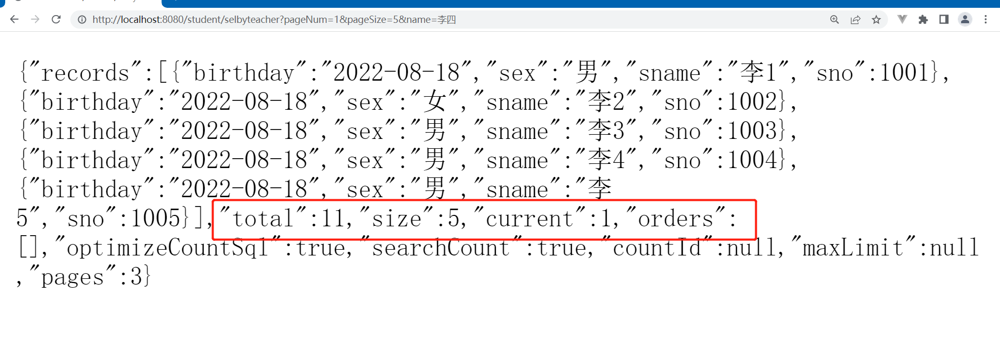 http://localhost:8080/student/selbyteacher?pageNum=1&pageSize=5&name=李四
{"records":[{"birthday":"2022-08-18","sex":"男","sname":"李1","sno":1001},
{"birthday":"2022-08-18","sex":"女","sname":"李2","sno":1002},
{"birthday":"2022-08-18","sex":"男","sname":"李3","sno":1003},
{"birthday":"2022-08-18","sex":"男","sname":"李4","sno":1004},
{"birthday":"2022-08-18","sex":"男","sname":"李
5","sno":1005}],"total":11,"size":5,"current":1,"orders":
[],"optimizeCountSql":true,"searchCount":true,"countId":null,"maxLimit":null
,"pages":3}